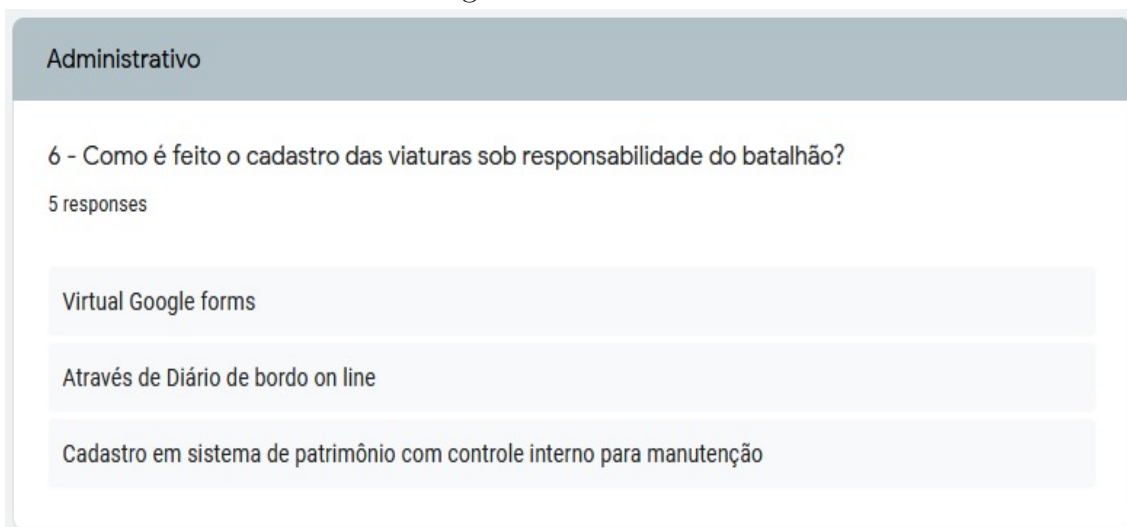 Administrativo
6 - Como é feito o cadastro das viaturas sob responsabilidade do batalhão?
5 responses
Virtual Google forms
Através de Diário de bordo on line
Cadastro em sistema de patrimônio com controle interno para manutenção